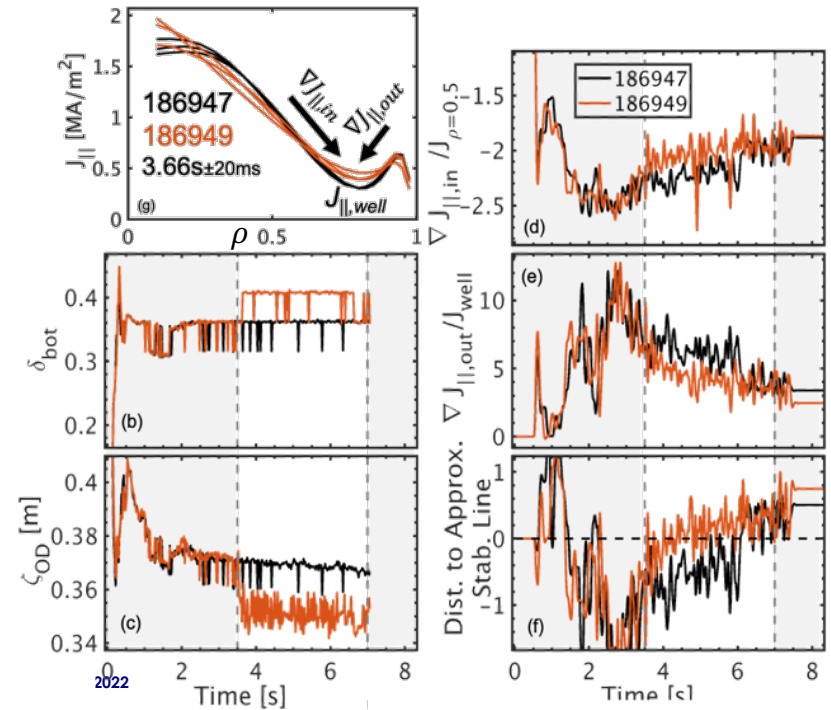 2
1.5
1
0.5
0
J|| [MA/m²]
∇J||,in
∇J||,out
186947
186949
3.66s±20ms
J||,well
(g)
0
0.5
1
ρ
0.4
0.3
0.2
δbot
(b)
0.4
0.38
0.36
0.34
ζOD [m]
(c)
0 2 4 6 8
2022
Time [s]
186947
186949
-1.5
-2
-2.5
∇ J||,in /Jρ=0.5
(d)
(e)
10
5
0
∇ J||,out/Jwell
1
0
-1
Dist. to Approx.
Stab. Line
(f)
0 2 4 6 8
Time [s]